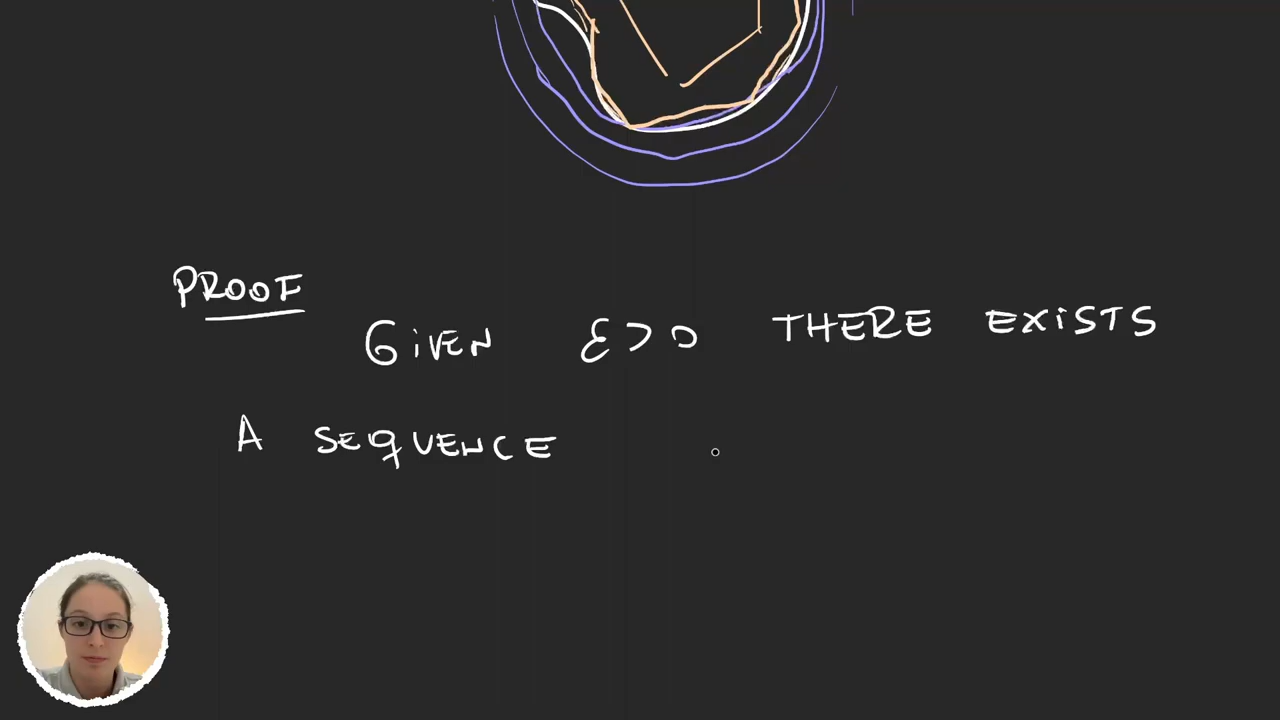 PROOF
GIVEN ε>0 THERE EXISTS
A SEQUENCE